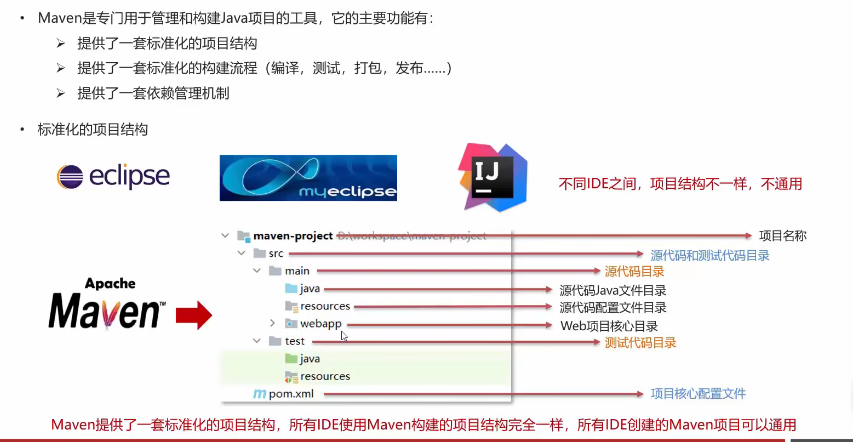 • Maven是专门用于管理和构建Java项目的工具，它的主要功能有：
➢ 提供了一套标准化的项目结构
➢ 提供了一套标准化的构建流程（编译，测试，打包，发布……）
➢ 提供了一套依赖管理机制
• 标准化的项目结构
eclipse
myeclipse
IJ
不同IDE之间，项目结构不一样，不通用
maven-project D:\workspace\maven-project 项目名称
src 源代码和测试代码目录
main 源代码目录
Apache
Maven™
java 源代码Java文件目录
resources 源代码配置文件目录
webapp Web项目核心目录
test 测试代码目录
java
resources
pom.xml 项目核心配置文件
Maven提供了一套标准化的项目结构，所有IDE使用Maven构建的项目结构完全一样，所有IDE创建的Maven项目可以通用